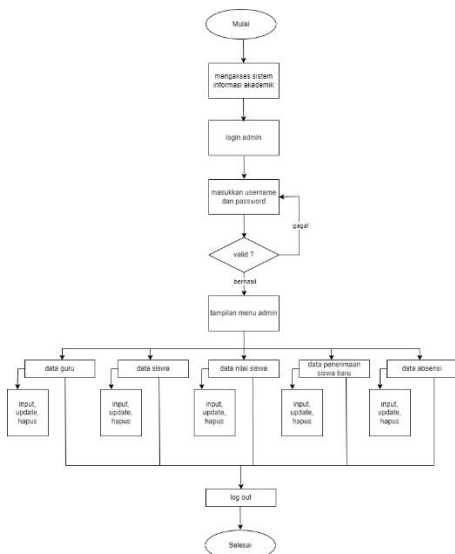 Mulai
mengakses sistem
informasi akademik
login admin
masukkan username
dan password
gagal
valid ?
berhasil
tampilan menu admin
data guru
data siswa
data nilai siswa
data penerimaan
siswa baru
data absensi
input,
update,
hapus
input,
update,
hapus
input,
update,
hapus
input,
update,
hapus
input,
update,
hapus
log out
Selesai